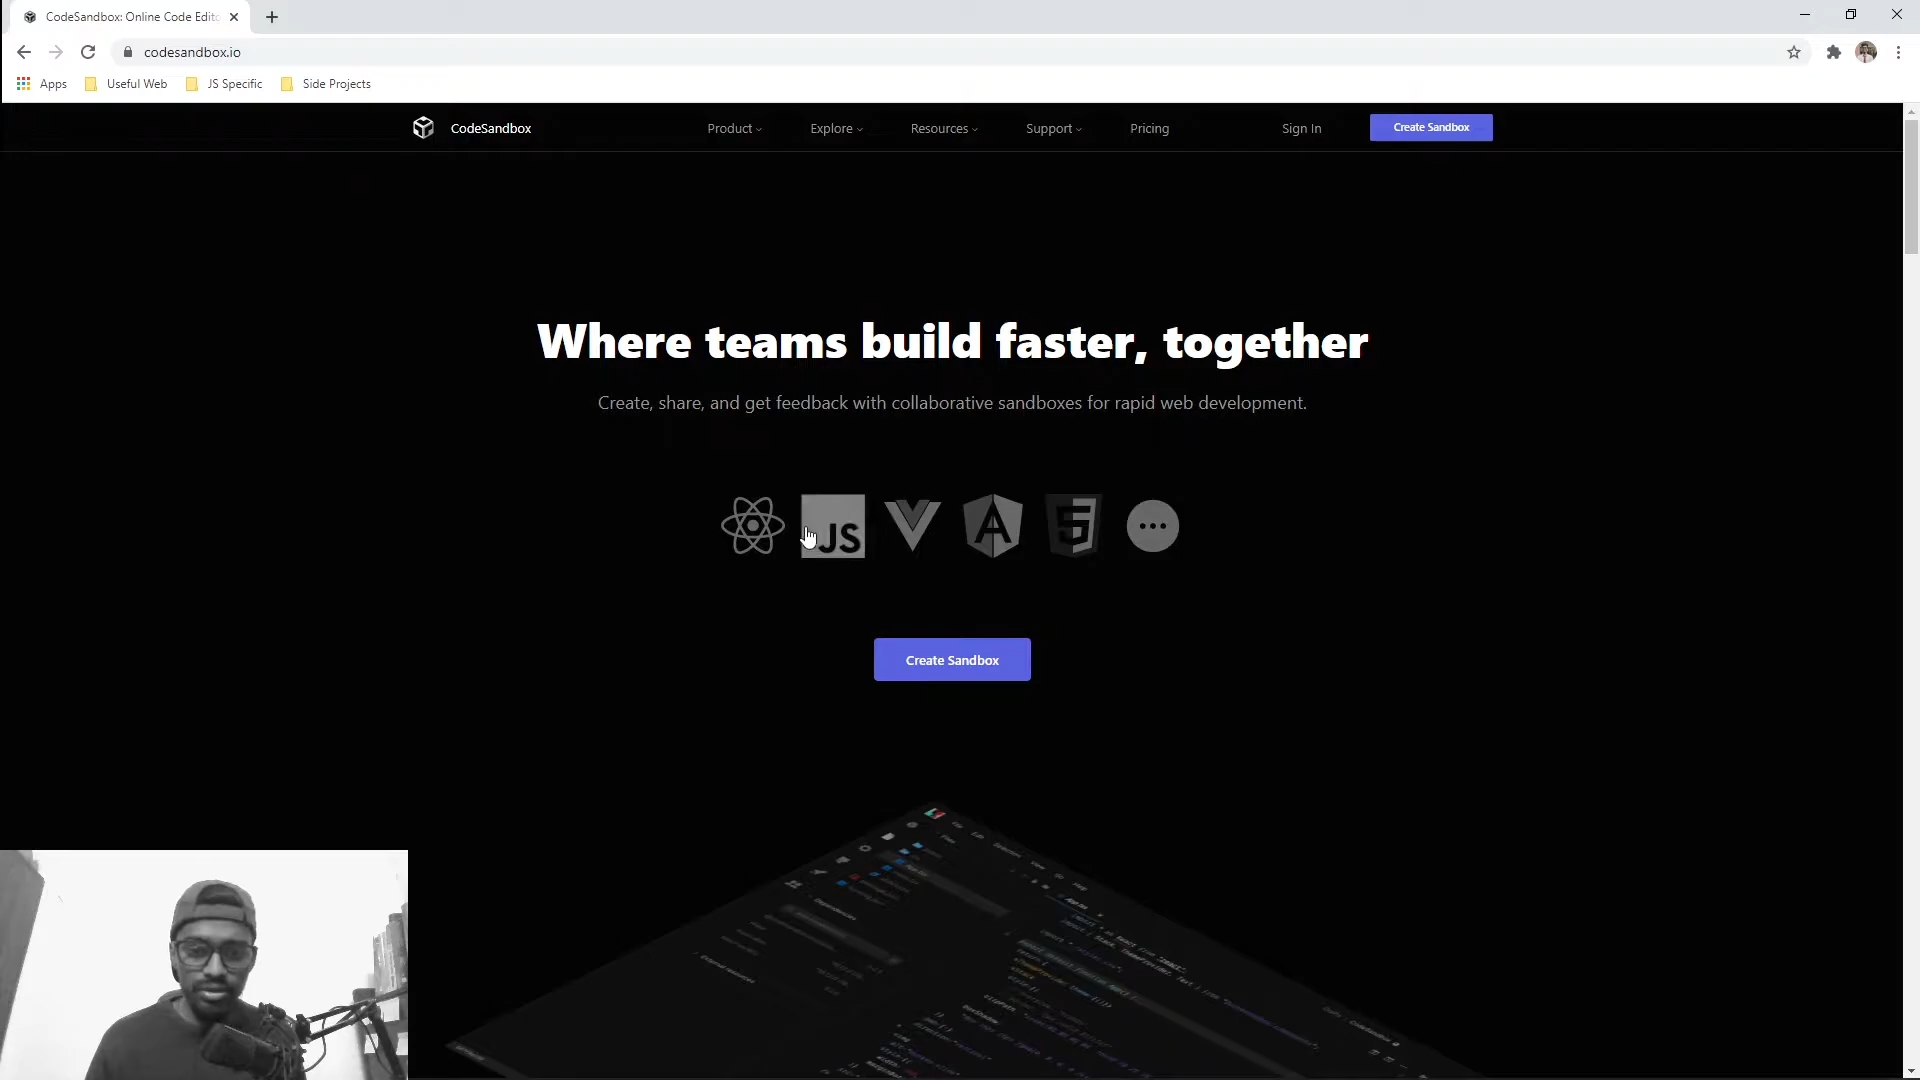 CodeSandbox: Online Code Edito
codesandbox.io
Apps
Useful Web
JS Specific
Side Projects
CodeSandbox
Product
Explore
Resources
Support
Pricing
Sign In
Create Sandbox
Where teams build faster, together
Create, share, and get feedback with collaborative sandboxes for rapid web development.
JS
Create Sandbox